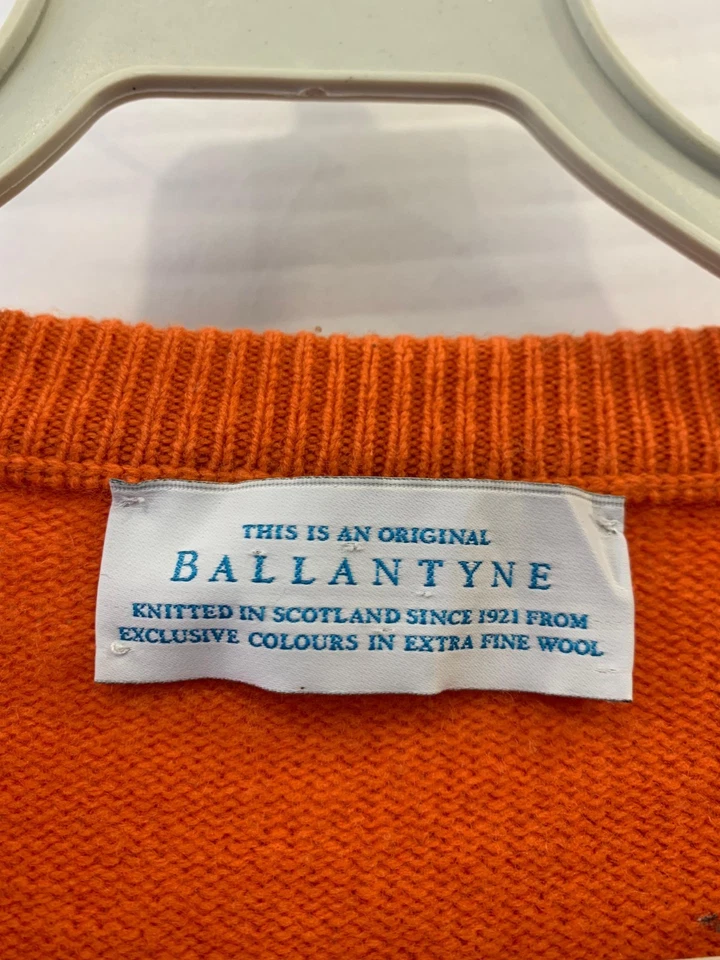 THIS IS AN ORIGINAL
BALLANTYNE
KNITTED IN SCOTLAND SINCE 1921 FROM
EXCLUSIVE COLOURS IN EXTRA FINE WOOL